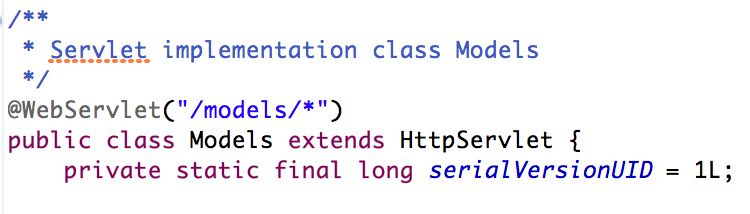 /**
 * Servlet implementation class Models
 */
@WebServlet("/models/*")
public class Models extends HttpServlet {
    private static final long serialVersionUID = 1L;